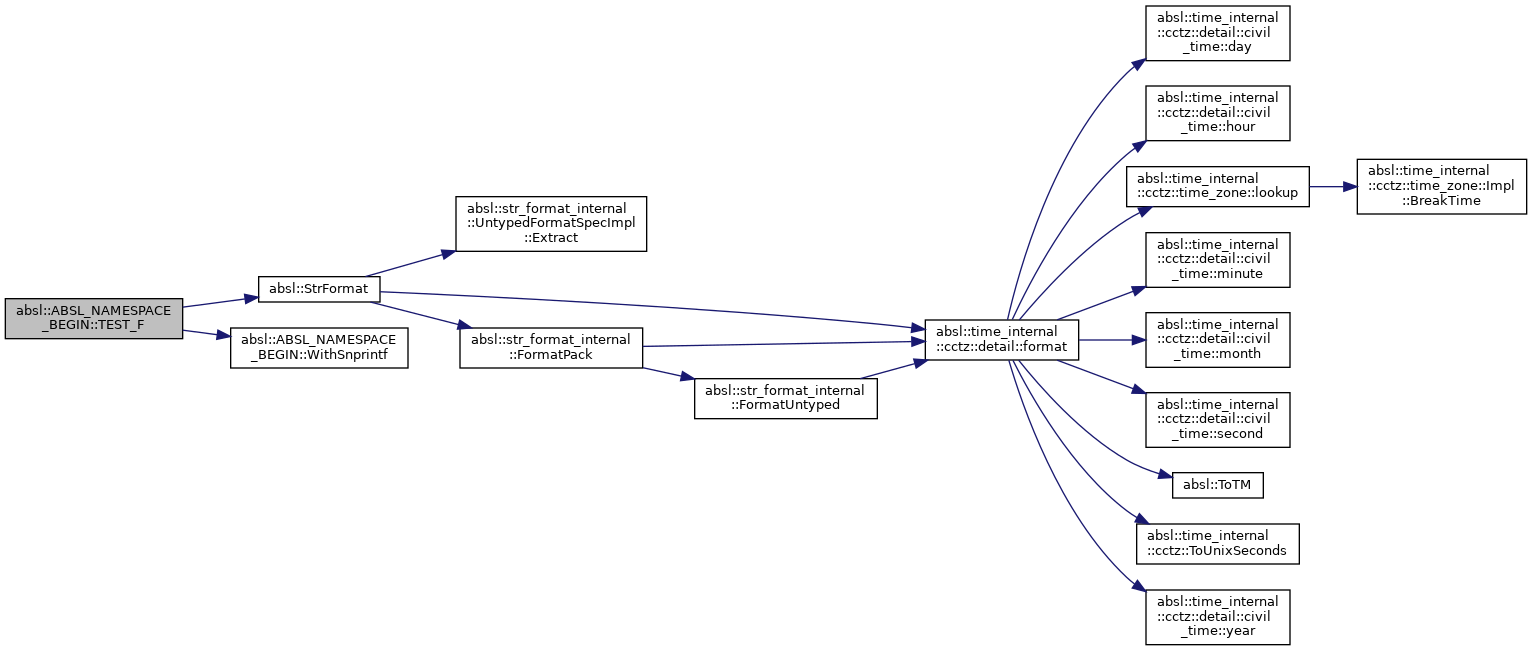 absl::ABSL_NAMESPACE
_BEGIN::TEST_F
absl::StrFormat
absl::ABSL_NAMESPACE
_BEGIN::WithSnprintf
absl::str_format_internal
::UntypedFormatSpecImpl
::Extract
absl::str_format_internal
::FormatPack
absl::str_format_internal
::FormatUntyped
absl::time_internal
::cctz::detail::format
absl::time_internal
::cctz::detail::civil
_time::day
absl::time_internal
::cctz::detail::civil
_time::hour
absl::time_internal
::cctz::time_zone::lookup
absl::time_internal
::cctz::time_zone::Impl
::BreakTime
absl::time_internal
::cctz::detail::civil
_time::minute
absl::time_internal
::cctz::detail::civil
_time::month
absl::time_internal
::cctz::detail::civil
_time::second
absl::ToTM
absl::time_internal
::cctz::ToUnixSeconds
absl::time_internal
::cctz::detail::civil
_time::year